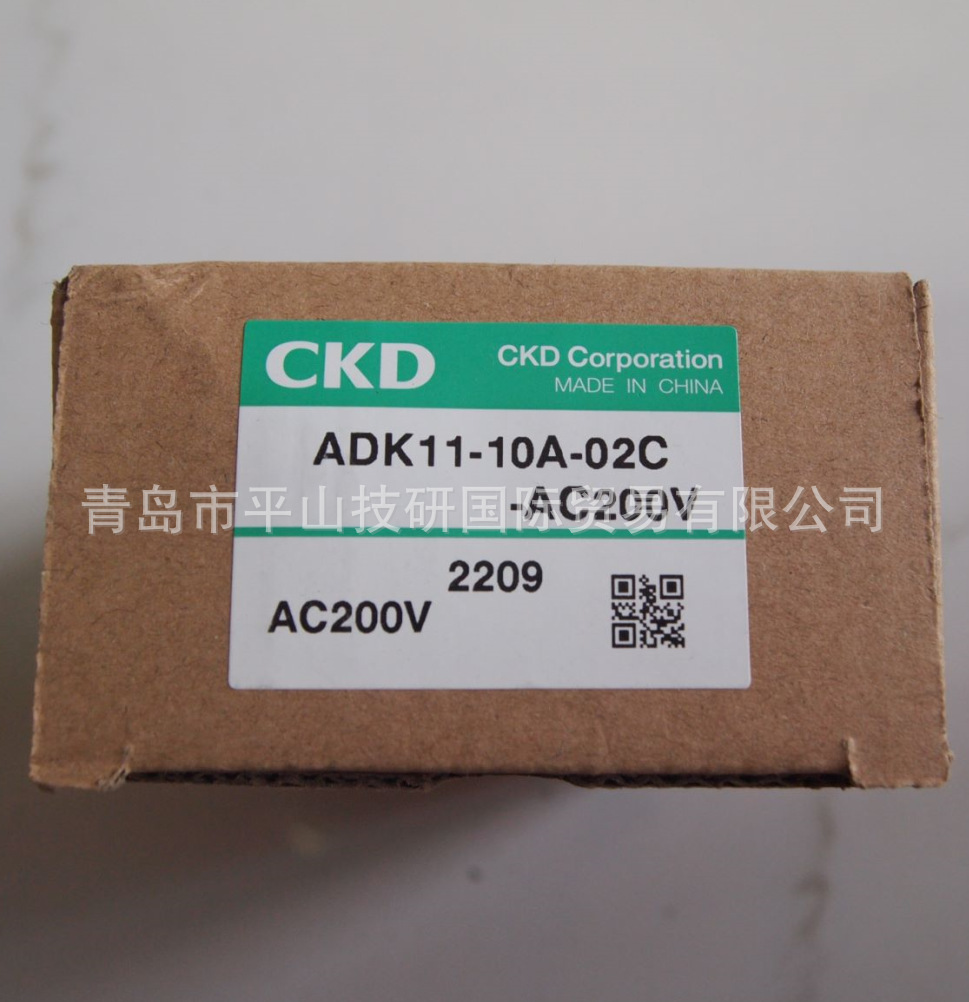 CKD
CKD Corporation
MADE IN CHINA
ADK11-10A-02C
-AC200V
青岛市平山技研国际贸易有限公司
2209
AC200V